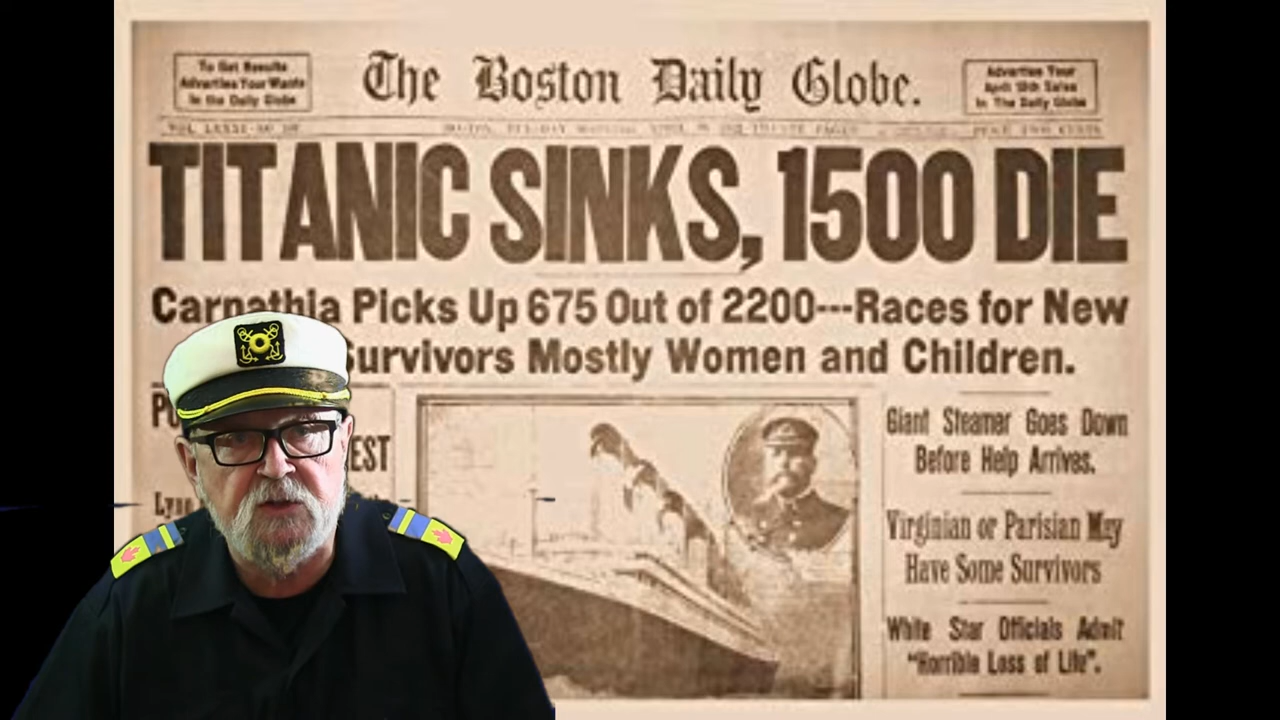 To Get Results
Advertise Your Wants
In the Daily Globe
The Boston Daily Globe.
Advertise Your
April 19th Sales
In The Daily Globe
TITANIC SINKS, 1500 DIE
Carpathia Picks Up 675 Out of 2200---Races for New
Survivors Mostly Women and Children.
EST
Giant Steamer Goes Down
Before Help Arrives.
Virginian or Parisian May
Have Some Survivors
White Star Officials Admit
"Horrible Loss of Life".